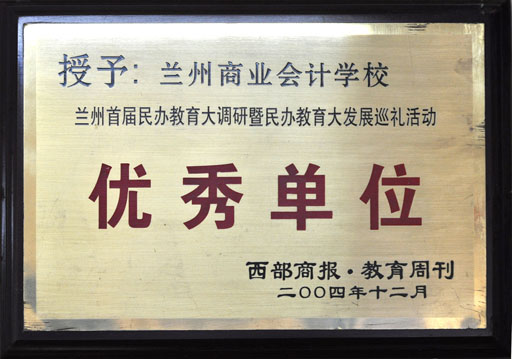 授予: 兰州商业会计学校
兰州首届民办教育大调研暨民办教育大发展巡礼活动
优秀单位
西部商报·教育周刊
二〇〇四年十二月